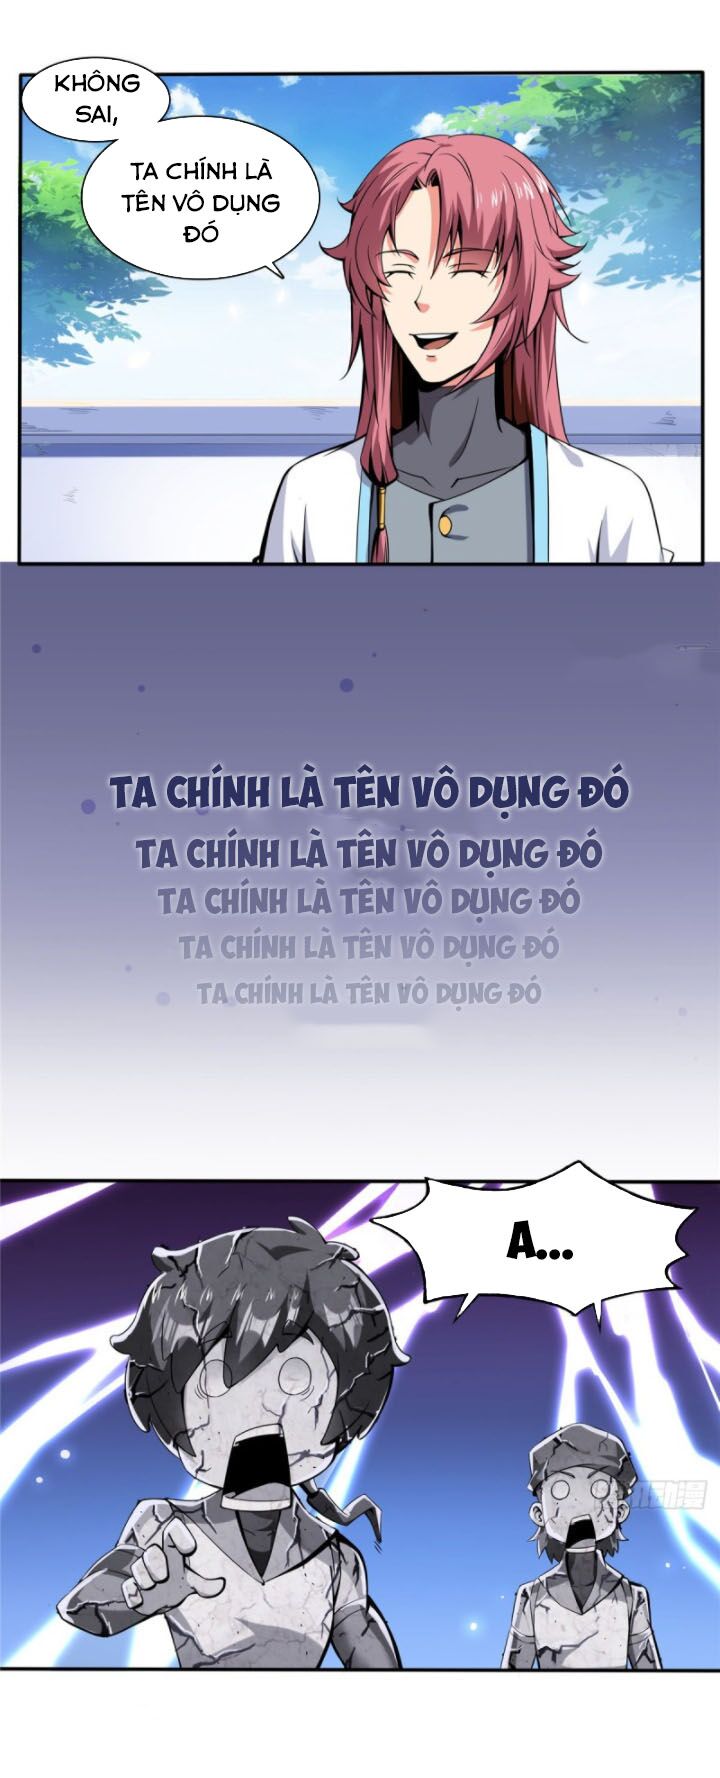 KHÔNG
SAI,
TA CHÍNH LÀ
TÊN VÔ DỤNG
ĐÓ
TA CHÍNH LÀ TÊN VÔ DỤNG ĐÓ
TA CHÍNH LÀ TÊN VÔ DỤNG ĐÓ
TA CHÍNH LÀ TÊN VÔ DỤNG ĐÓ
TA CHÍNH LÀ TÊN VÔ DỤNG ĐÓ
TA CHÍNH LÀ TÊN VÔ DỤNG ĐÓ
A...